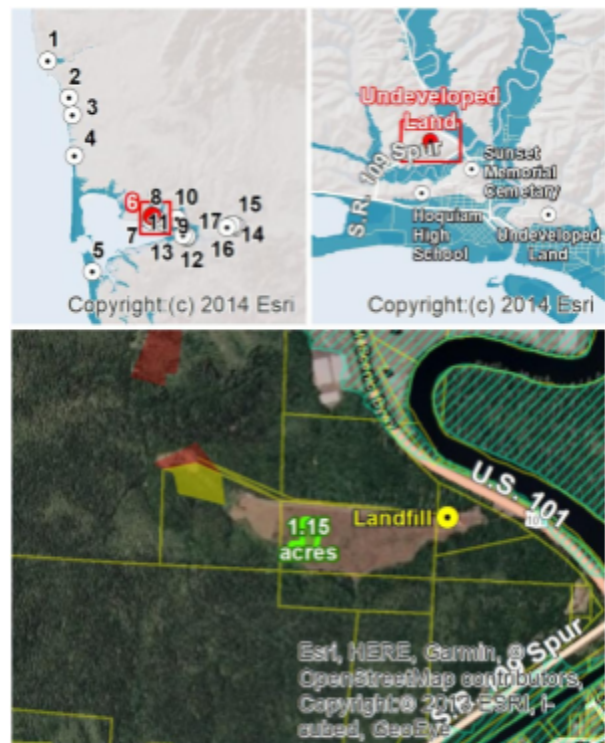 1
2
3
4
5
6
8
10
11
7
9
17
15
14
13
12
16
Copyright:(c) 2014 Esri
Undeveloped
Land
S.R. 109 Spur
Sunset
Memorial
Cemetary
Hoquiam
High
School
Undeveloped
Land
Copyright:(c) 2014 Esri
U.S. 101
101
Landfill
1.15
acres
S.R. 109 Spur
Esri, HERE, Garmin, ©
OpenStreetMap contributors,
Copyright:© 2013 ESRI, i-
cubed, GeoEye